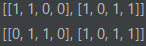 [[1, 1, 0, 0], [1, 0, 1, 1]]
[[0, 1, 1, 0], [1, 0, 1, 1]]